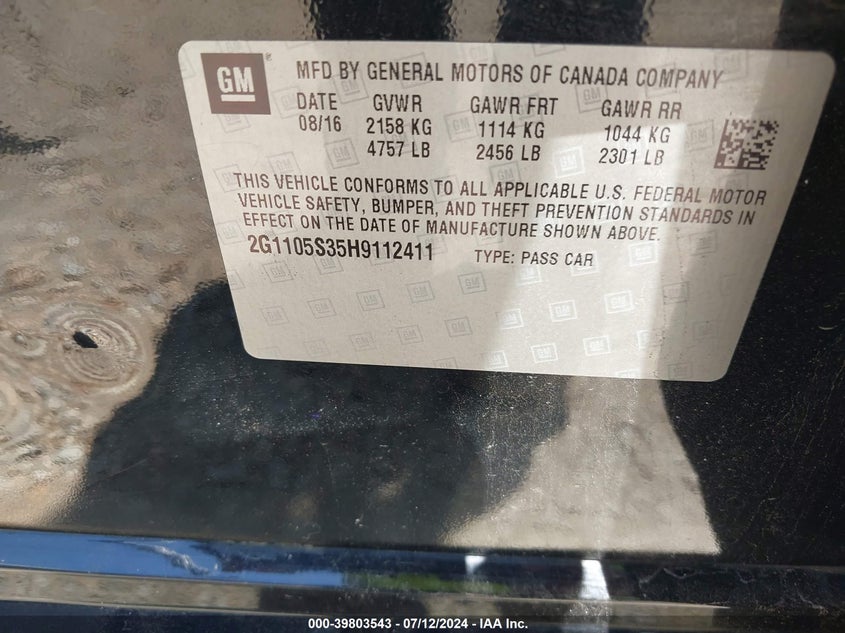 GM ® MFD BY GENERAL MOTORS OF CANADA COMPANY
DATE GVWR GAWR FRT GAWR RR
08/16 2158 KG 1114 KG 1044 KG
4757 LB 2456 LB 2301 LB
THIS VEHICLE CONFORMS TO ALL APPLICABLE U.S. FEDERAL MOTOR
VEHICLE SAFETY, BUMPER, AND THEFT PREVENTION STANDARDS IN
EFFECT ON THE DATE OF MANUFACTURE SHOWN ABOVE.
2G1105S35H9112411 TYPE: PASS CAR
000-39803543 - 07/12/2024 - IAA Inc.